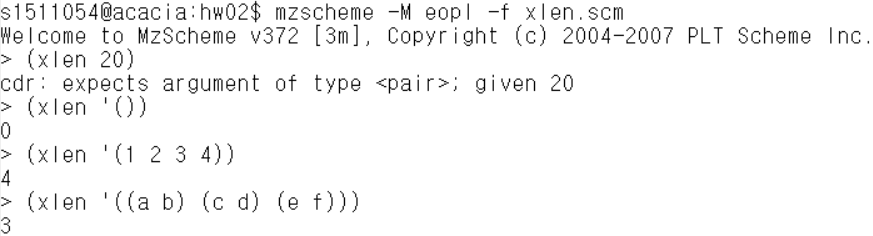 s1511054@acacia:hw02$ mzscheme -M eopl -f xlen.scm
Welcome to MzScheme v372 [3m], Copyright (c) 2004-2007 PLT Scheme Inc.
> (xlen 20)
cdr: expects argument of type <pair>; given 20
> (xlen '())
0
> (xlen '(1 2 3 4))
4
> (xlen '((a b) (c d) (e f)))
3